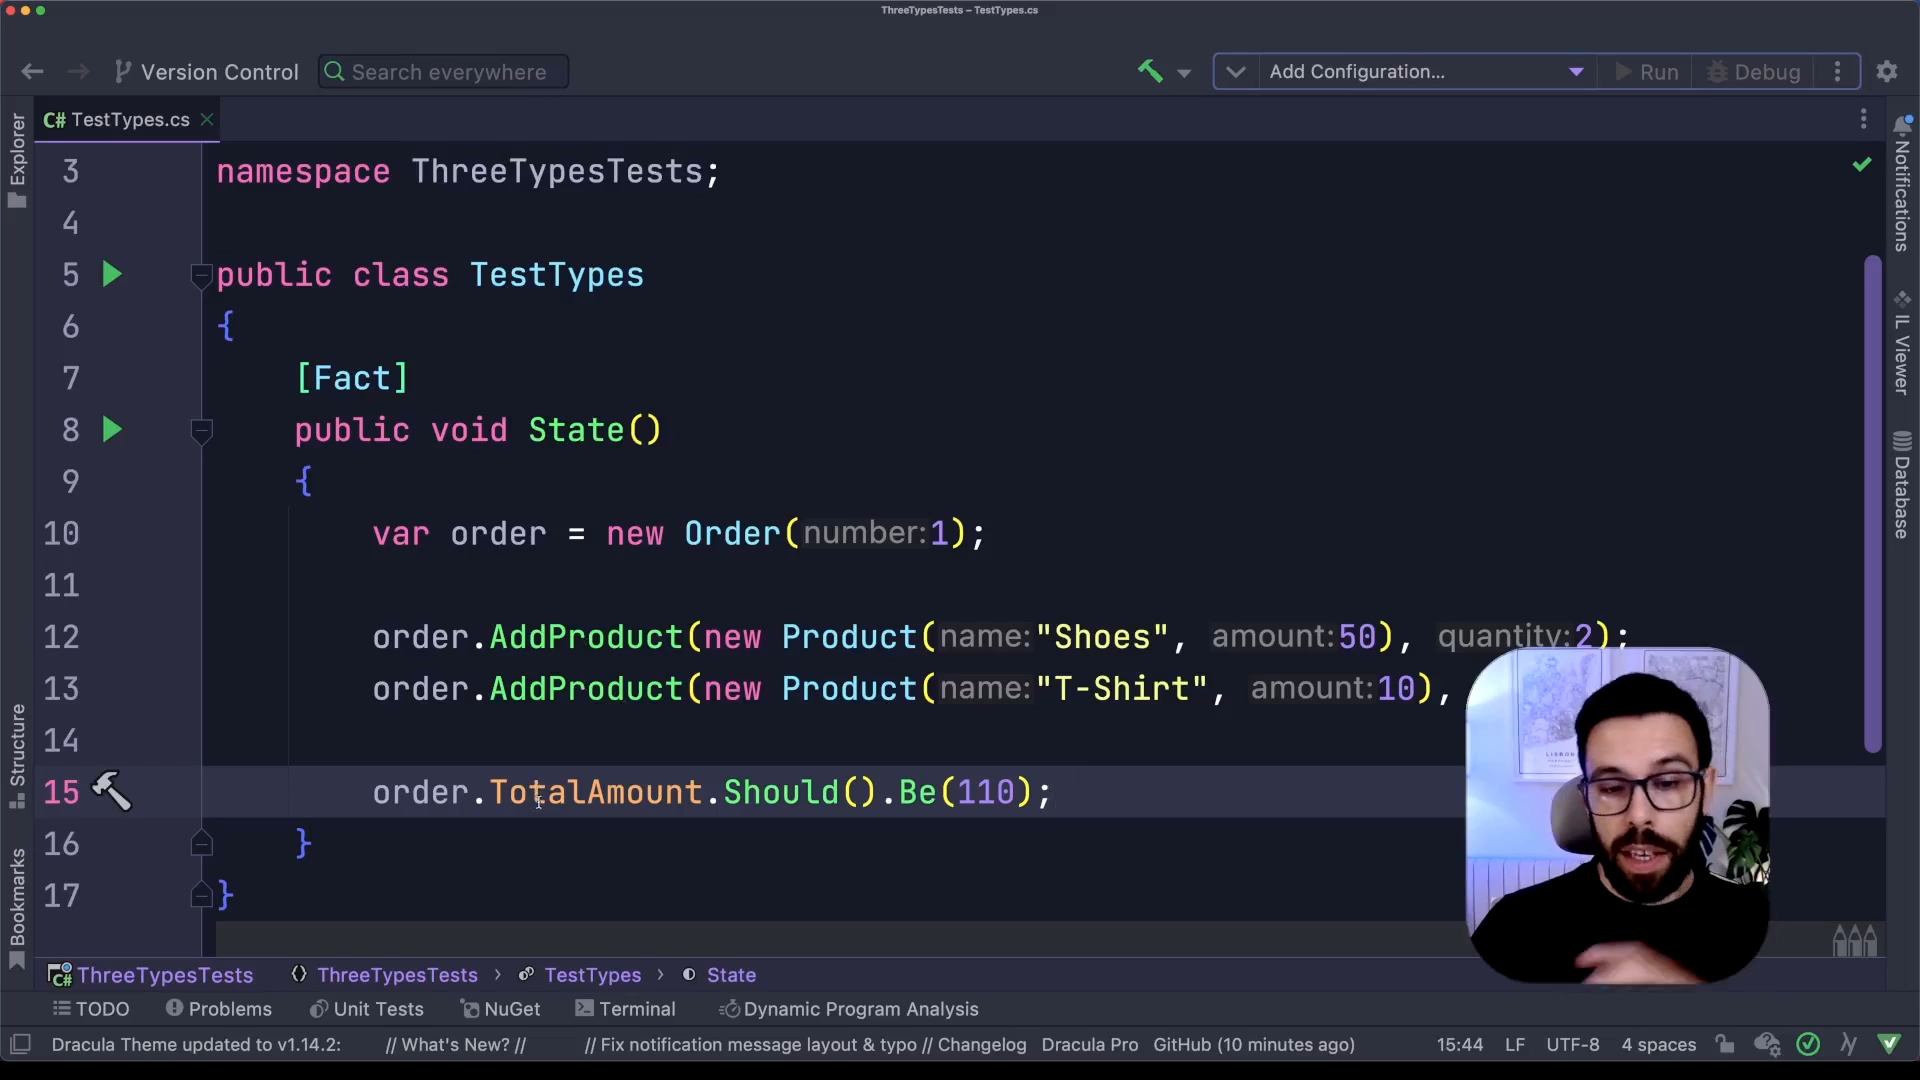 ThreeTypesTests – TestTypes.cs
Version Control
Search everywhere
Add Configuration...
Run
Debug
Explorer
C# TestTypes.cs
3 namespace ThreeTypesTests;
4
5 public class TestTypes
6 {
7 [Fact]
8 public void State()
9 {
10 var order = new Order(number:1);
11
12 order.AddProduct(new Product(name:"Shoes", amount:50), quantity:2);
13 order.AddProduct(new Product(name:"T-Shirt", amount:10),
14
15 order.TotalAmount.Should().Be(110);
16 }
17 }
Structure
Bookmarks
Notifications
IL Viewer
Database
C# ThreeTypesTests ThreeTypesTests › TestTypes › State
TODO Problems Unit Tests NuGet Terminal Dynamic Program Analysis
Dracula Theme updated to v1.14.2: // What's New? // // Fix notification message layout & typo // Changelog Dracula Pro GitHub (10 minutes ago) 15:44 LF UTF-8 4 spaces